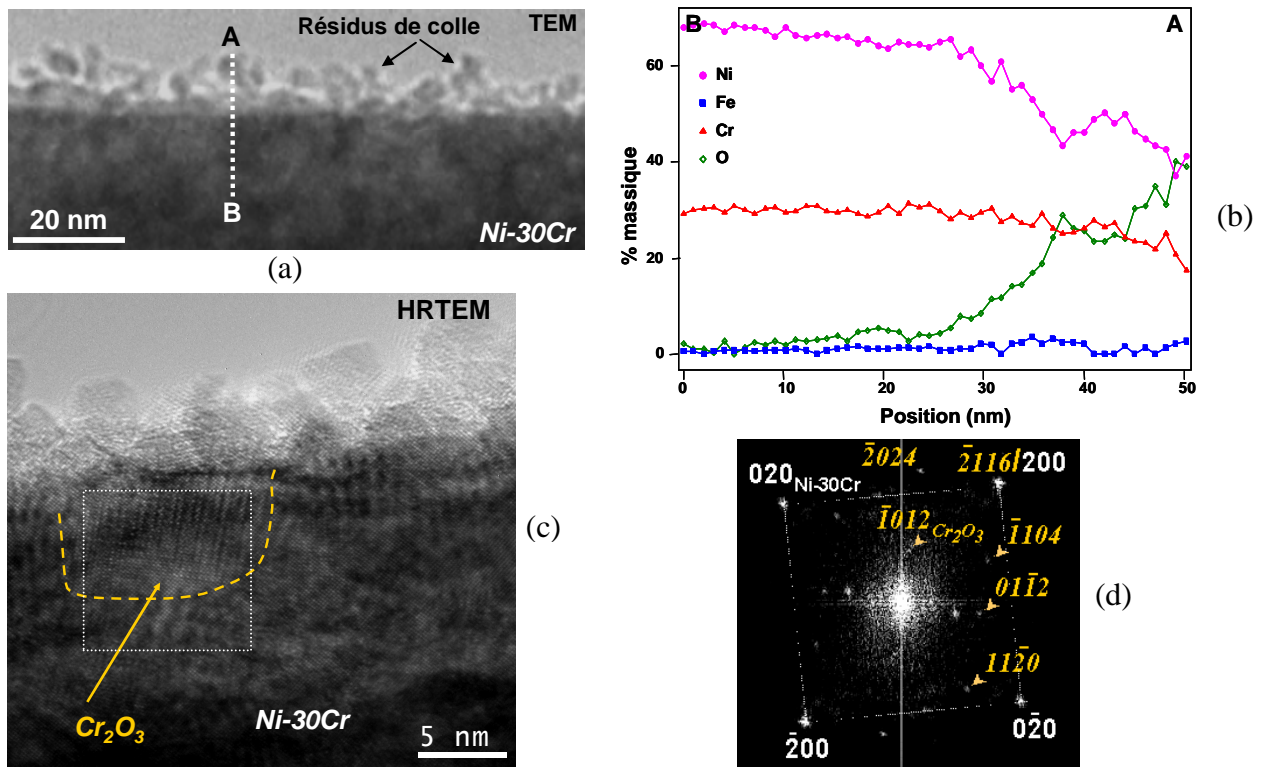 TEM
Résidus de colle
A
B
20 nm
Ni-30Cr
(a)
B
A
60
40
20
0
% massique
Ni
Fe
Cr
O
0
10
20
30
40
50
Position (nm)
(b)
HRTEM
Cr₂O₃
Ni-30Cr
5 nm
(c)
2̄024
2̄116/200
020 Ni-30Cr
1̄012 Cr₂O₃
1̄104
011̄2
112̄0
02̄0
2̄00
(d)